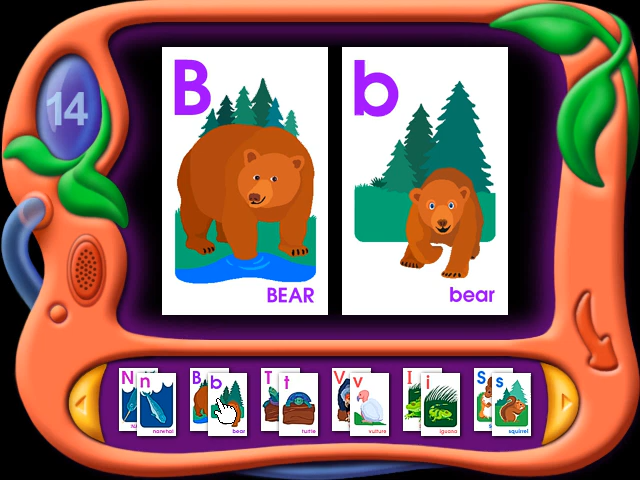 14
B
BEAR
b
bear
N
n
narwhal
B
b
bear
T
t
turtle
V
v
vulture
I
i
iguana
S
s
squirrel